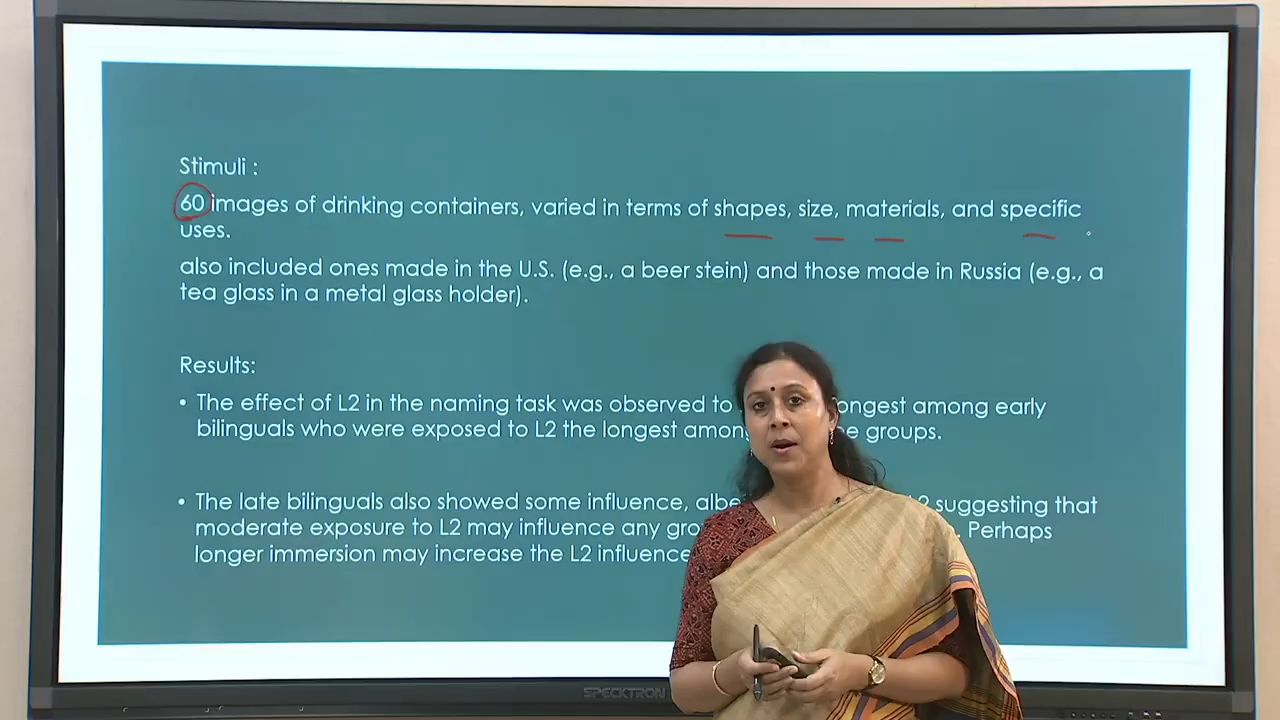 Stimuli :
60 images of drinking containers, varied in terms of shapes, size, materials, and specific
uses.
also included ones made in the U.S. (e.g., a beer stein) and those made in Russia (e.g., a
tea glass in a metal glass holder).
Results:
• The effect of L2 in the naming task was observed to ongest among early
bilinguals who were exposed to L2 the longest among groups.
• The late bilinguals also showed some influence, suggesting that
moderate exposure to L2 may influence any Perhaps
longer immersion may increase the L2 influence
SPECKTRON